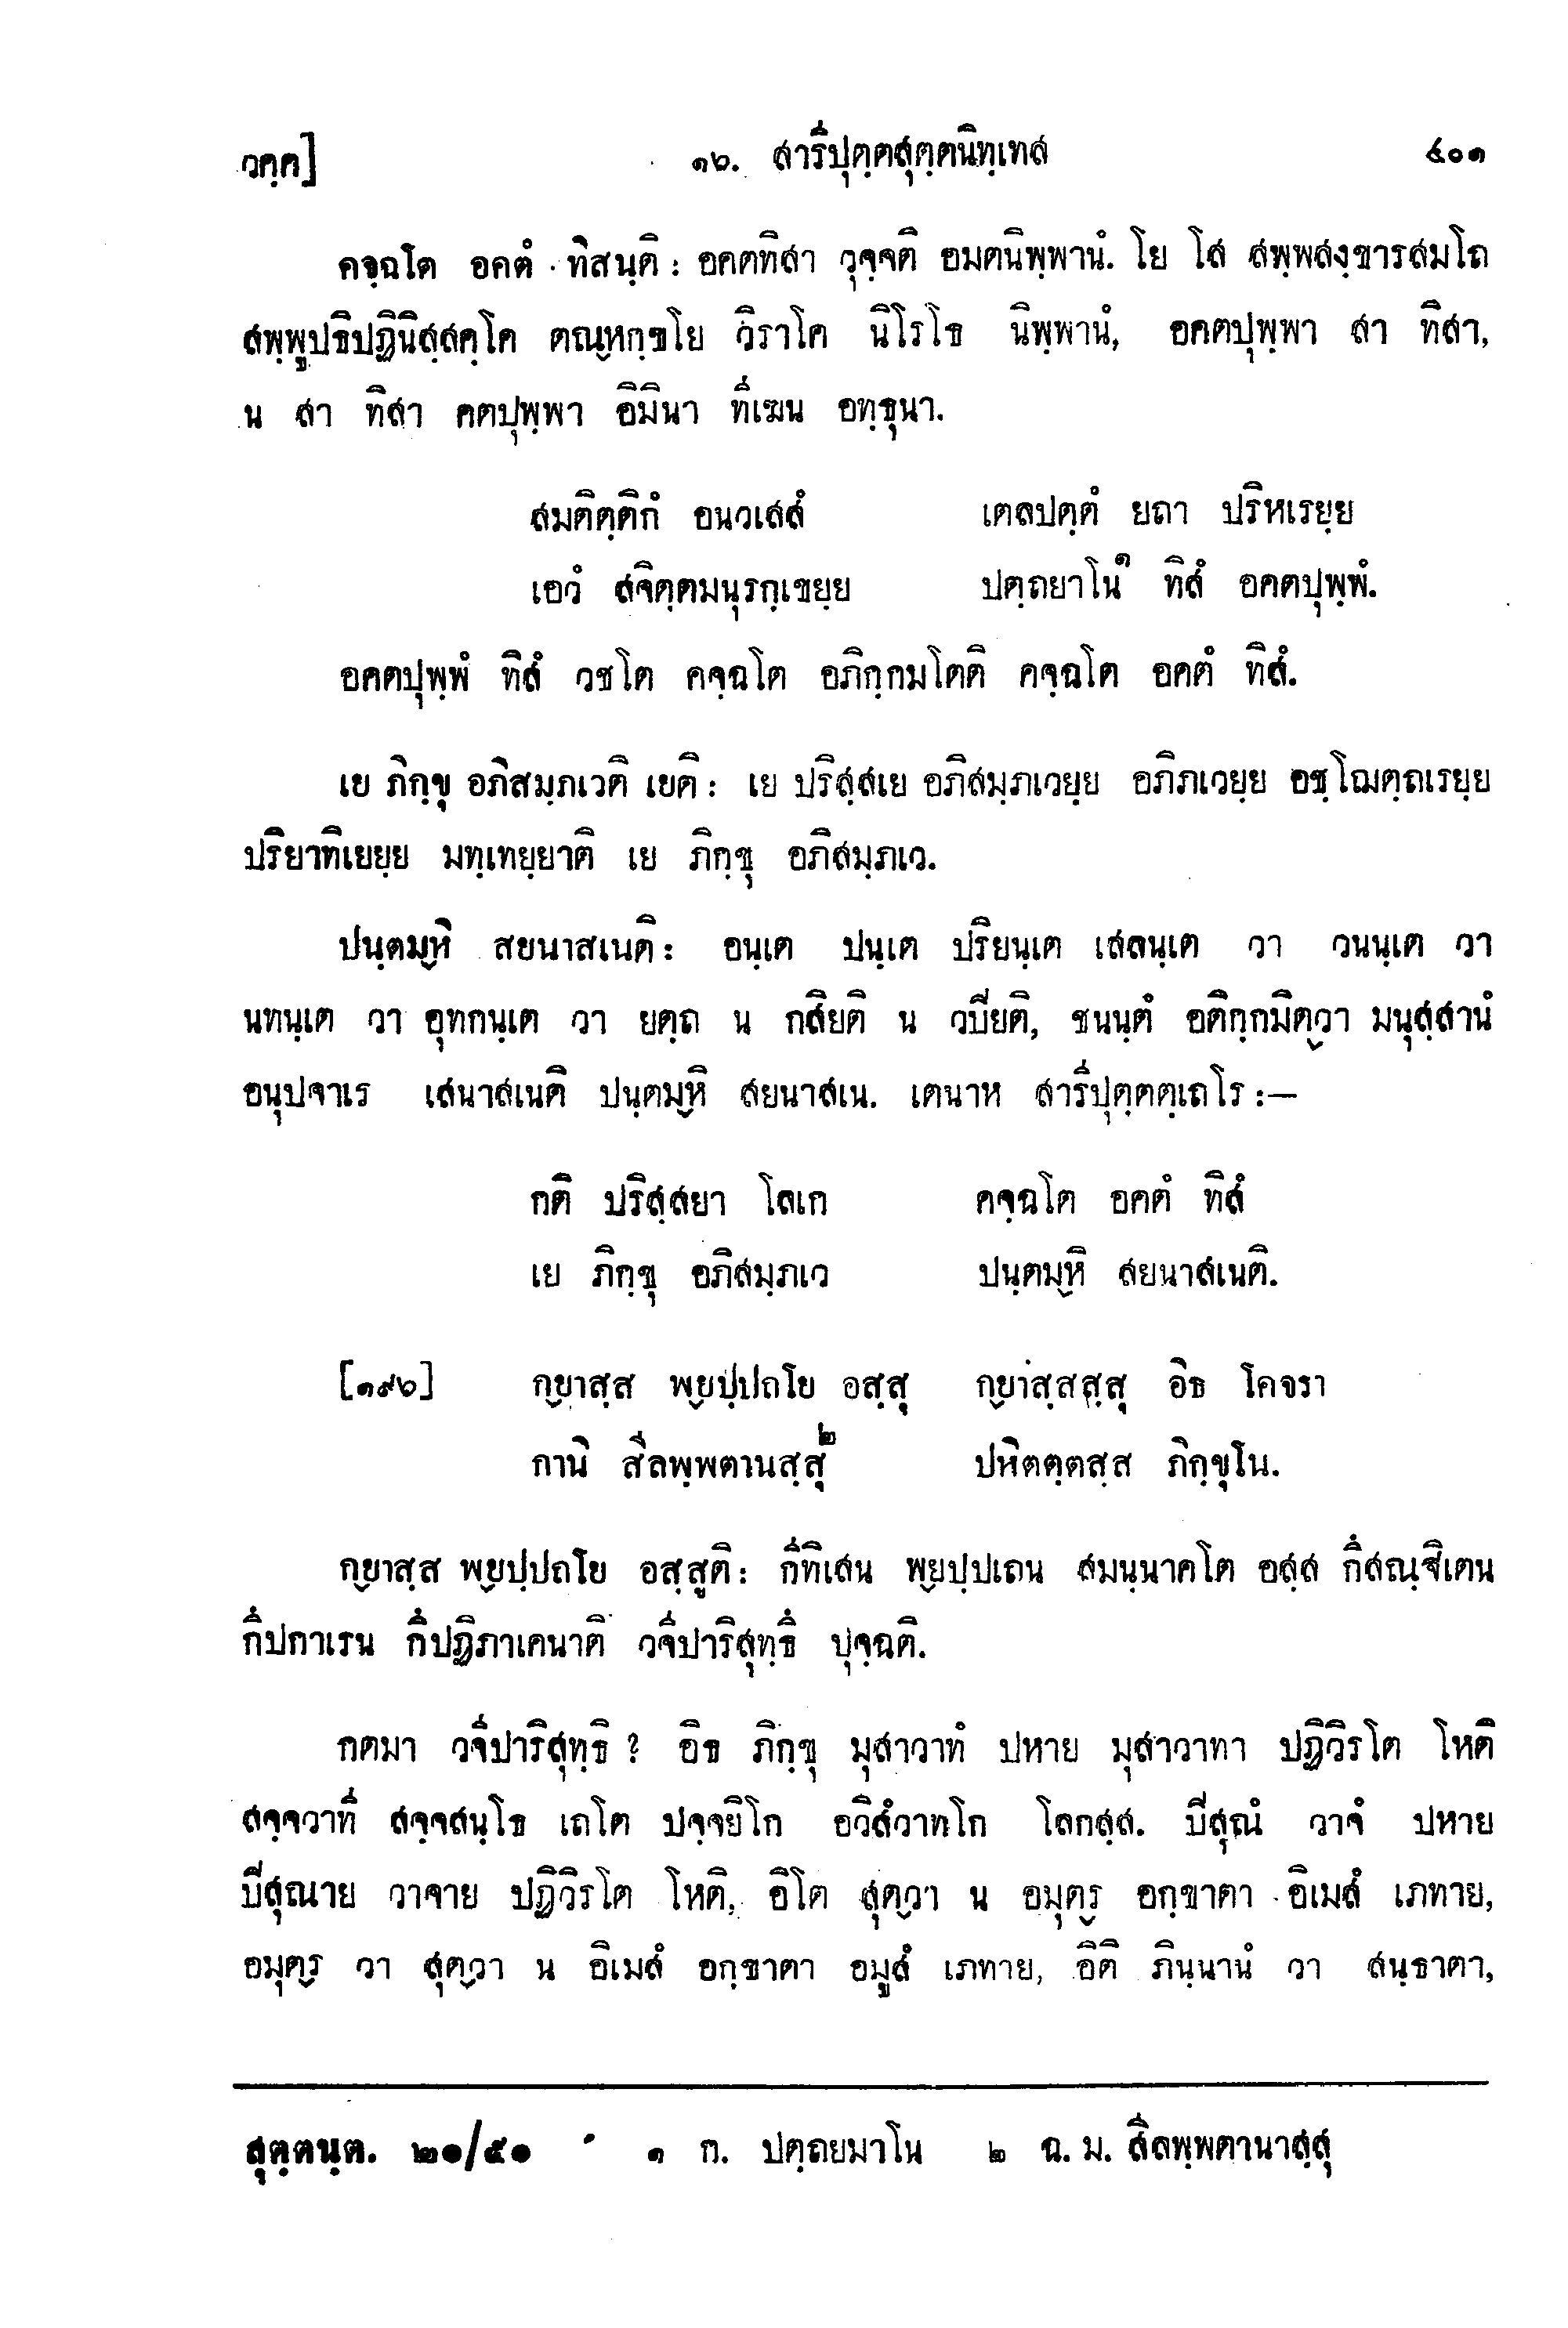 วคฺค]	๑๖. สารีปุตฺตสุตฺตนิทฺเทส	๔๐๑
คจฺฉโต อคตํ ทิสนฺติ : อคตทิสา วุจฺจติ อมตนิพฺพานํ. โย โส สพฺพสงฺขารสมโถ
สพฺพูปธิปฏินิสฺสคฺโค ตณฺหกฺขโย วิราโค นิโรโธ นิพฺพานํ, อคตปุพฺพา สา ทิสา,
น สา ทิสา คตปุพฺพา อิมินา ทีเฆน อทฺธุนา.
สมติตฺติกํ อนวเสสํ	เตลปตฺตํ ยถา ปริหเรยฺย
เอวํ สจิตฺตมนุรกฺเขยฺย	ปตฺถยาโน๑ ทิสํ อคตปุพฺพํ.
อคตปุพฺพํ ทิสํ วชโต คจฺฉโต อภิกฺกมโตติ คจฺฉโต อคตํ ทิสํ.
เย ภิกฺขุ อภิสมฺภเวติ เยติ : เย ปริสฺสเย อภิสมฺภเวยฺย อภิภเวยฺย อชฺโฌตฺถเรยฺย
ปริยาทิเยยฺย มทฺเทยฺยาติ เย ภิกฺขุ อภิสมฺภเว.
ปนฺตมฺหิ สยนาสเนติ : อนฺเต ปนฺเต ปริยนฺเต เสลนฺเต วา วนนฺเต วา
นทนฺเต วา อุทกนฺเต วา ยตฺถ น กสิยติ น วปียติ, ชนนฺตํ อติกฺกมิตฺวา มนุสฺสานํ
อนุปจาเร เสนาสเนติ ปนฺตมฺหิ สยนาสเน. เตนาห สารีปุตฺตตฺเถโร :—
กติ ปริสฺสยา โลเก	คจฺฉโต อคตํ ทิสํ
เย ภิกฺขุ อภิสมฺภเว	ปนฺตมฺหิ สยนาสเนติ.
[๑๙๖]	กฺยาสฺส พฺยปฺปถโย อสฺสุ	กฺยาสฺสสฺสุ อิธ โคจรา
กานิ สีลพฺพตานสฺสุ๒	ปหิตตฺตสฺส ภิกฺขุโน.
กฺยาสฺส พฺยปฺปถโย อสฺสูติ : กีทิเสน พฺยปฺปเถน สมนฺนาคโต อสฺส กึสณฺฐิเตน
กึปกาเรน กึปฏิภาเคนาติ วจีปาริสุทฺธึ ปุจฺฉติ.
กตมา วจีปาริสุทฺธิ ? อิธ ภิกฺขุ มุสาวาทํ ปหาย มุสาวาทา ปฏิวิรโต โหติ
สจฺจวาที สจฺจสนฺโธ เถโต ปจฺจยิโก อวิสํวาทโก โลกสฺส. ปีสุณํ วาจํ ปหาย
ปีสุณาย วาจาย ปฏิวิรโต โหติ, อิโต สุตฺวา น อมุตฺร อกฺขาตา อิเมสํ เภทาย,
อมุตฺร วา สุตฺวา น อิเมสํ อกฺขาตา อมูสํ เภทาย, อิติ ภินฺนานํ วา สนฺธาตา,
สุตฺตนฺต. ๒๑/๕๑	๑ ก. ปตฺถยมาโน	๒ ฉ. ม. สีลพฺพตานาสฺสุ